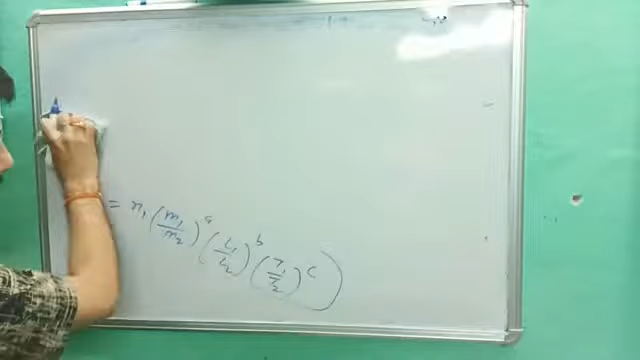 = n₁ (m₁/m₂)ᵃ (L₁/L₂)ᵇ (T₁/T₂)ᶜ)